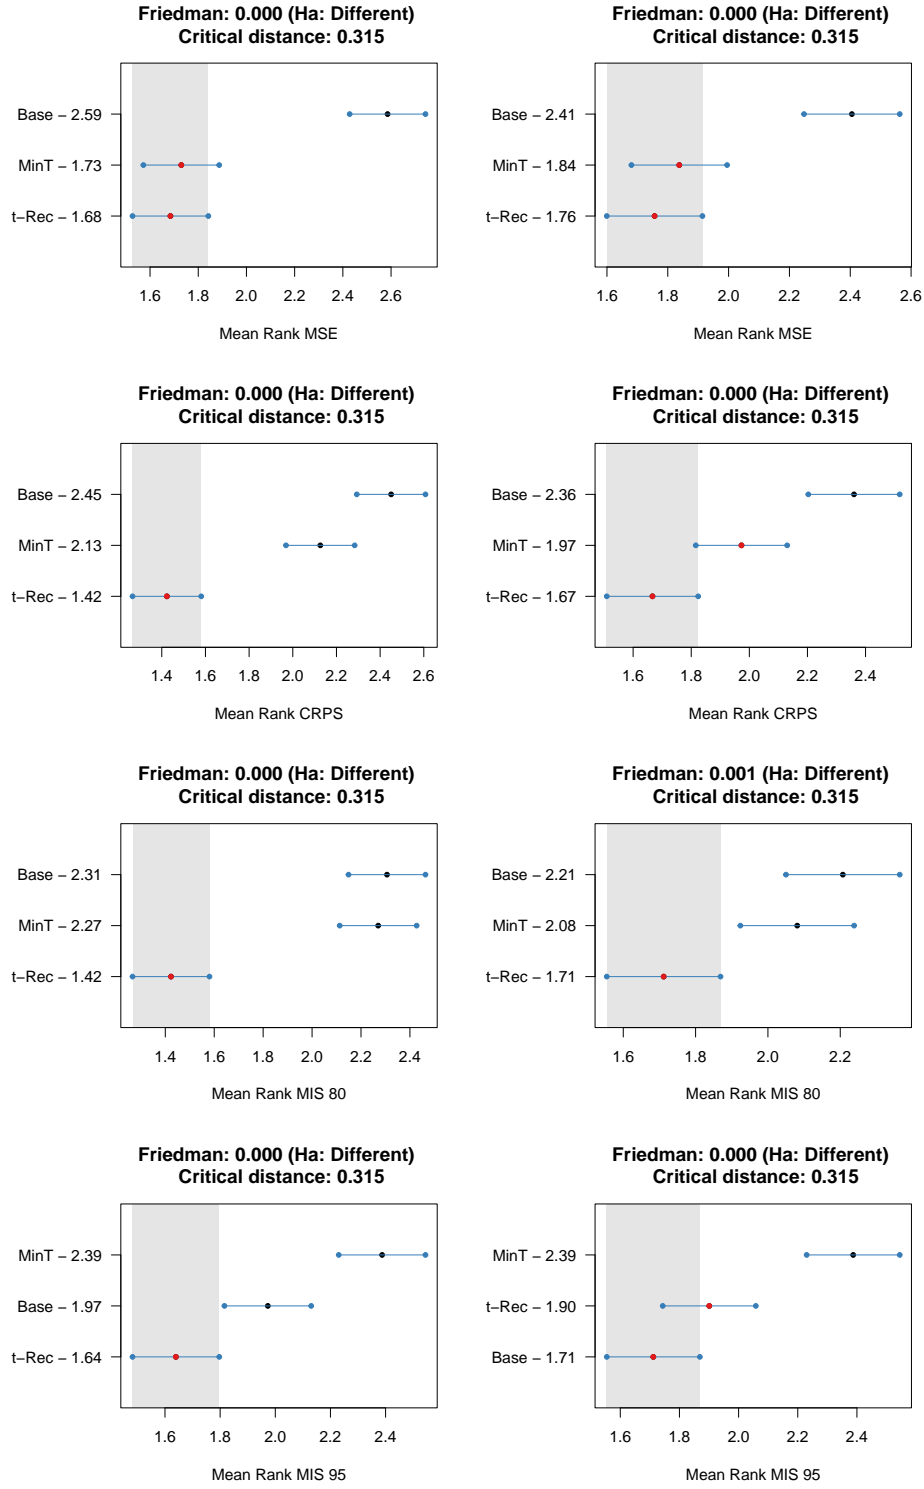 Friedman: 0.000 (Ha: Different)
Critical distance: 0.315
Base − 2.59
MinT − 1.73
t−Rec − 1.68
1.6 1.8 2.0 2.2 2.4 2.6
Mean Rank MSE
Friedman: 0.000 (Ha: Different)
Critical distance: 0.315
Base − 2.41
MinT − 1.84
t−Rec − 1.76
1.6 1.8 2.0 2.2 2.4 2.6
Mean Rank MSE
Friedman: 0.000 (Ha: Different)
Critical distance: 0.315
Base − 2.45
MinT − 2.13
t−Rec − 1.42
1.4 1.6 1.8 2.0 2.2 2.4 2.6
Mean Rank CRPS
Friedman: 0.000 (Ha: Different)
Critical distance: 0.315
Base − 2.36
MinT − 1.97
t−Rec − 1.67
1.6 1.8 2.0 2.2 2.4
Mean Rank CRPS
Friedman: 0.000 (Ha: Different)
Critical distance: 0.315
Base − 2.31
MinT − 2.27
t−Rec − 1.42
1.4 1.6 1.8 2.0 2.2 2.4
Mean Rank MIS 80
Friedman: 0.001 (Ha: Different)
Critical distance: 0.315
Base − 2.21
MinT − 2.08
t−Rec − 1.71
1.6 1.8 2.0 2.2
Mean Rank MIS 80
Friedman: 0.000 (Ha: Different)
Critical distance: 0.315
MinT − 2.39
Base − 1.97
t−Rec − 1.64
1.6 1.8 2.0 2.2 2.4
Mean Rank MIS 95
Friedman: 0.000 (Ha: Different)
Critical distance: 0.315
MinT − 2.39
t−Rec − 1.90
Base − 1.71
1.6 1.8 2.0 2.2 2.4
Mean Rank MIS 95